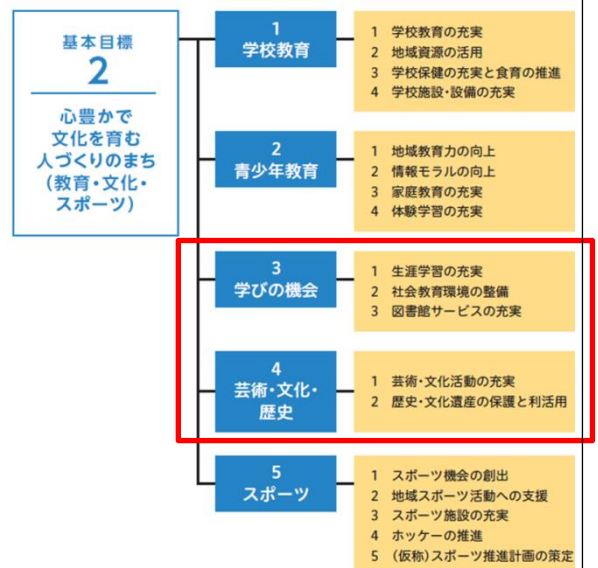 基本目標
2
心豊かで
文化を育む
人づくりのまち
(教育・文化・
スポーツ)
1
学校教育
1 学校教育の充実
2 地域資源の活用
3 学校保健の充実と食育の推進
4 学校施設・設備の充実
2
青少年教育
1 地域教育力の向上
2 情報モラルの向上
3 家庭教育の充実
4 体験学習の充実
3
学びの機会
1 生涯学習の充実
2 社会教育環境の整備
3 図書館サービスの充実
4
芸術・文化・
歴史
1 芸術・文化活動の充実
2 歴史・文化遺産の保護と利活用
5
スポーツ
1 スポーツ機会の創出
2 地域スポーツ活動への支援
3 スポーツ施設の充実
4 ホッケーの推進
5 (仮称)スポーツ推進計画の策定